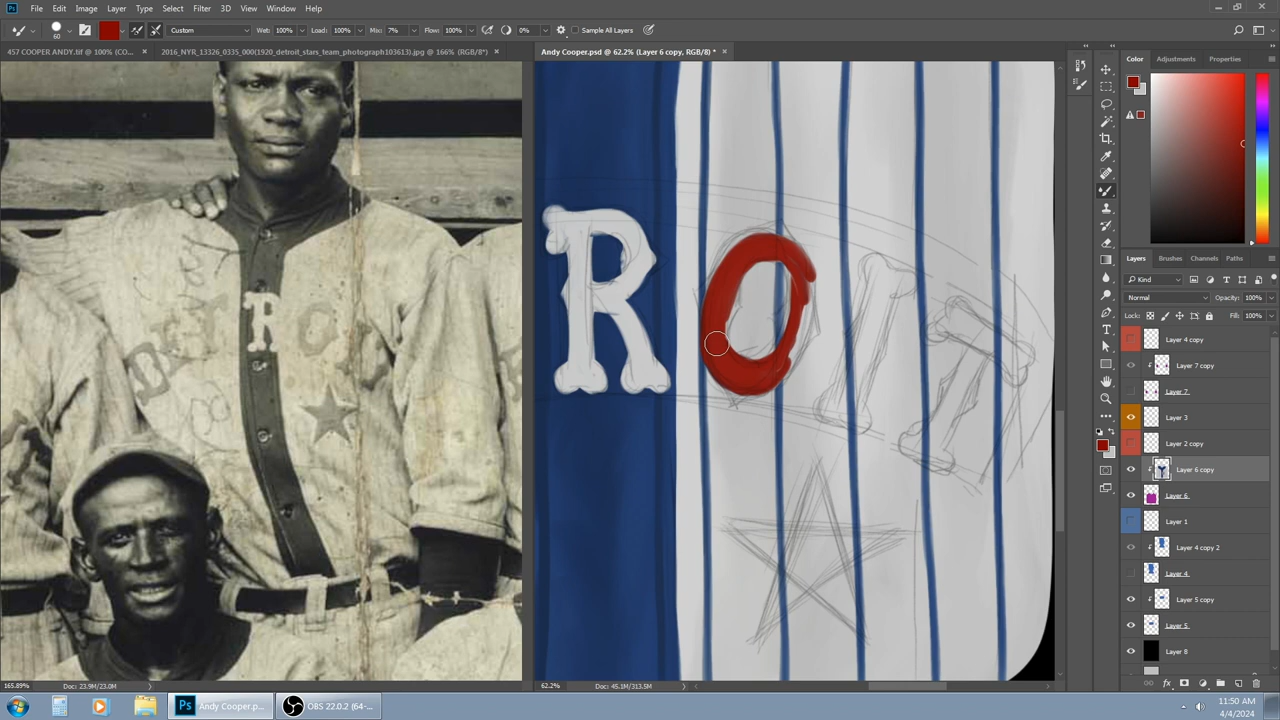 Ps File Edit Image Layer Type Select Filter 3D View Window Help
60 Custom Wet: 100% Load: 100% Mix: 7% Flow: 100% 0% Sample All Layers
457 COOPER ANDY.tif @ 100% (CO... × 2016_NYR_13326_0335_000(1920_detroit_stars_team_photograph103613).jpg @ 166% (RGB/8*) × Andy Cooper.psd @ 62.2% (Layer 6 copy, RGB/8) * ×
Color Adjustments Properties
DETRO
ROIT
Layers Brushes Channels Paths
Kind
Normal Opacity: 100%
Lock: Fill: 100%
Layer 4 copy
Layer 7 copy
Layer 7
Layer 3
Layer 2 copy
Layer 6 copy
Layer 6
Layer 1
Layer 4 copy 2
Layer 4
Layer 5 copy
Layer 5
Layer 8
165.89% Doc: 23.9M/23.0M 62.2% Doc: 45.1M/313.5M
Ps Andy Cooper.p... OBS 22.0.2 (64-... 11:50 AM
4/4/2024